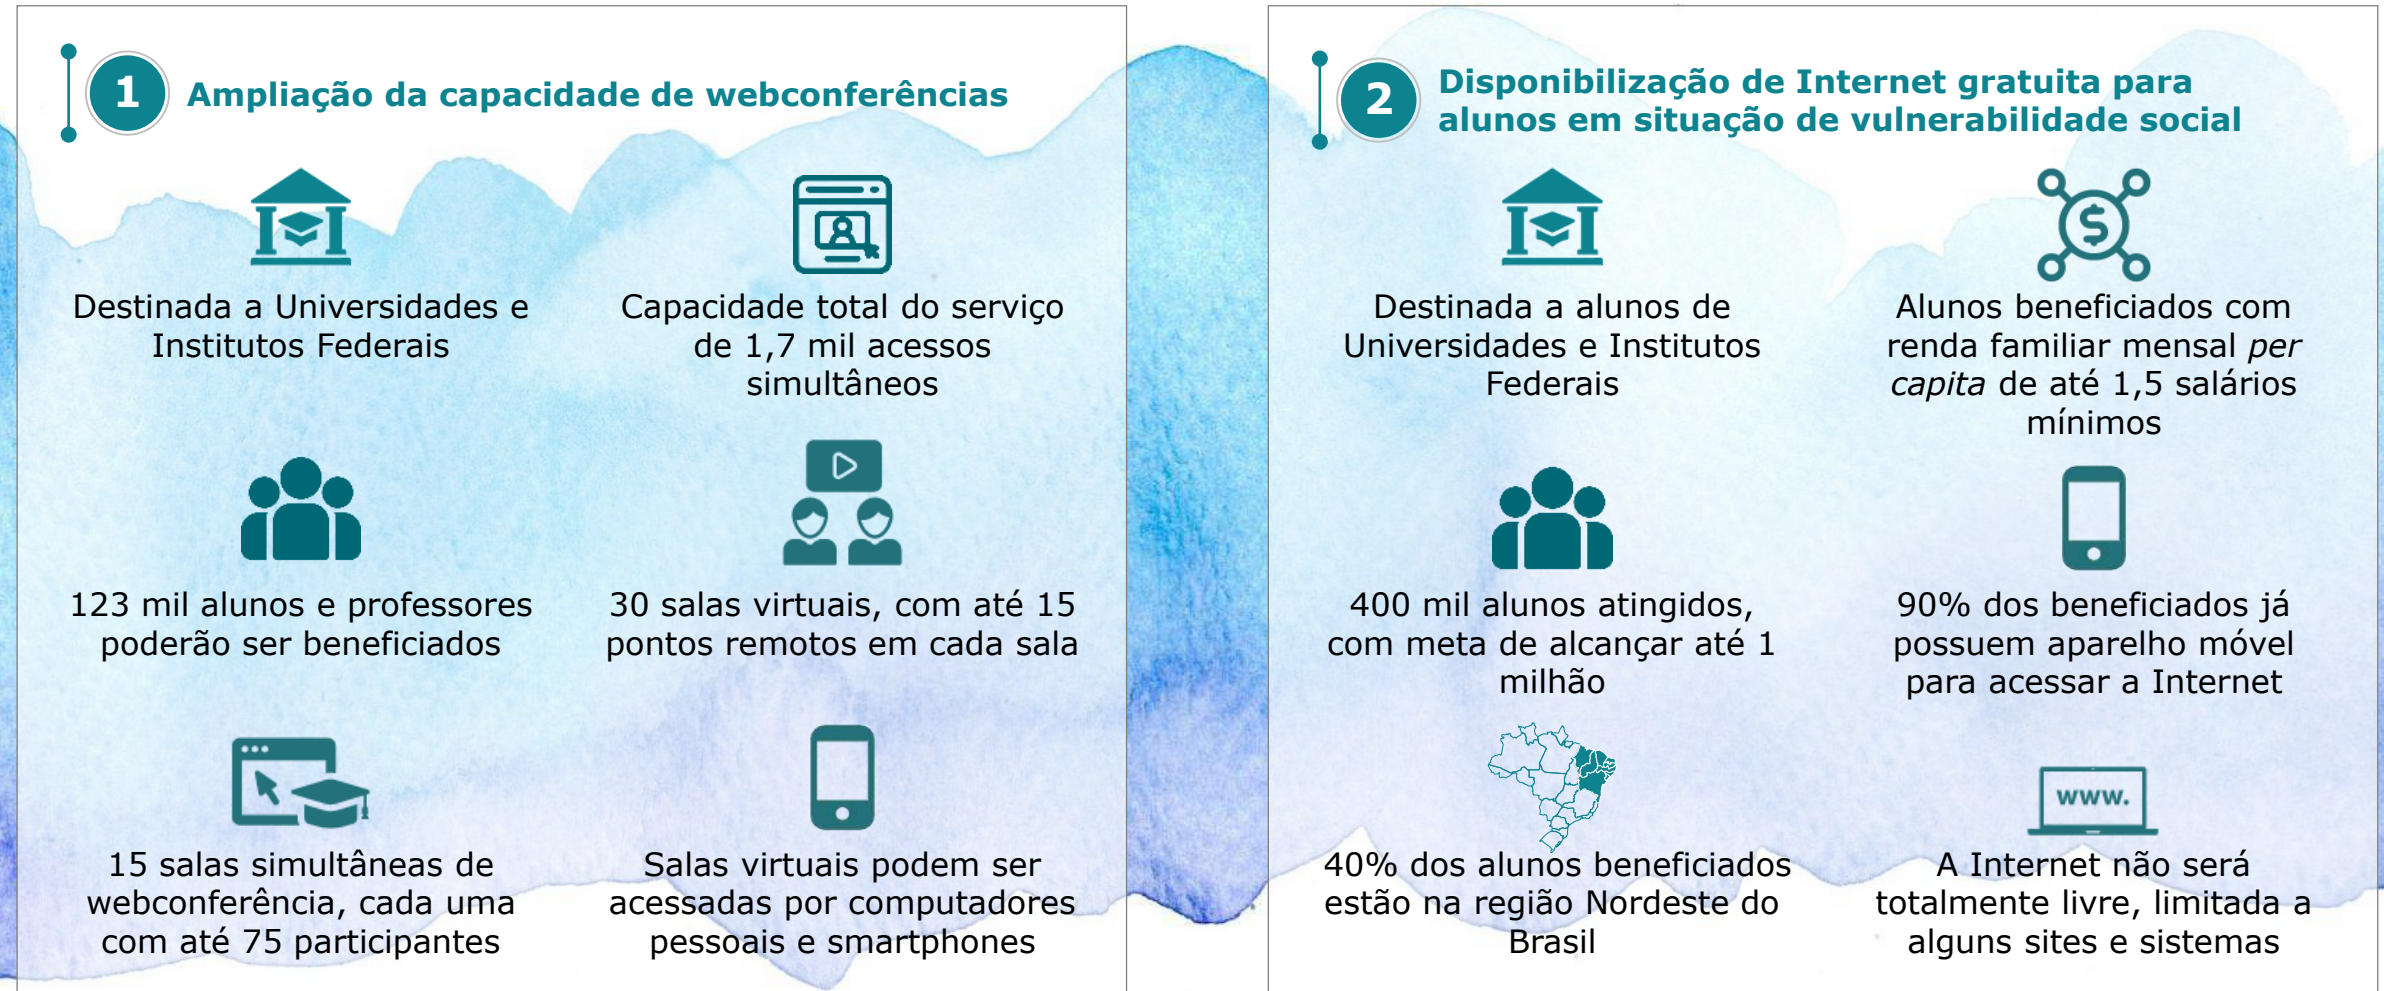 1
Ampliação da capacidade de webconferências
Destinada a Universidades e
Institutos Federais
Capacidade total do serviço
de 1,7 mil acessos
simultâneos
123 mil alunos e professores
poderão ser beneficiados
30 salas virtuais, com até 15
pontos remotos em cada sala
15 salas simultâneas de
webconferência, cada uma
com até 75 participantes
Salas virtuais podem ser
acessadas por computadores
pessoais e smartphones
2
Disponibilização de Internet gratuita para
alunos em situação de vulnerabilidade social
Destinada a alunos de
Universidades e Institutos
Federais
$
Alunos beneficiados com
renda familiar mensal per
capita de até 1,5 salários
mínimos
400 mil alunos atingidos,
com meta de alcançar até 1
milhão
90% dos beneficiados já
possuem aparelho móvel
para acessar a Internet
40% dos alunos beneficiados
estão na região Nordeste do
Brasil
www.
A Internet não será
totalmente livre, limitada a
alguns sites e sistemas